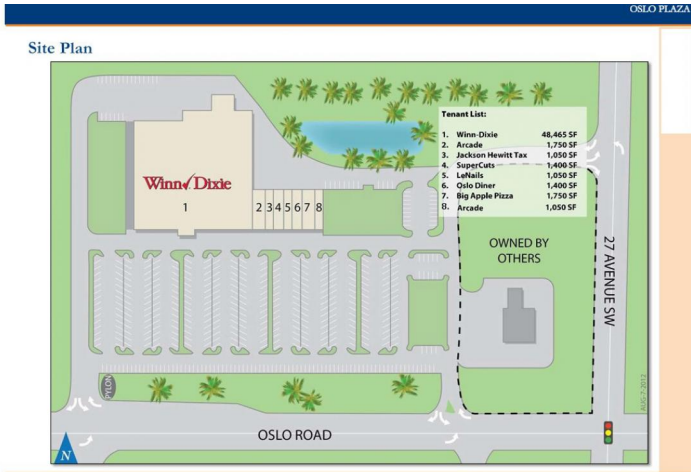 OSLO PLAZA
Site Plan
Tenant List:
1. Winn-Dixie 48,465 SF
2. Arcade 1,750 SF
3. Jackson Hewitt Tax 1,050 SF
4. SuperCuts 1,400 SF
5. LeNails 1,050 SF
6. Oslo Diner 1,400 SF
7. Big Apple Pizza 1,750 SF
8. Arcade 1,050 SF
Winn Dixie
1
2 3 4 5 6 7 8
OWNED BY
OTHERS
27 AVENUE SW
PYLON
AUG-7-2012
OSLO ROAD
N